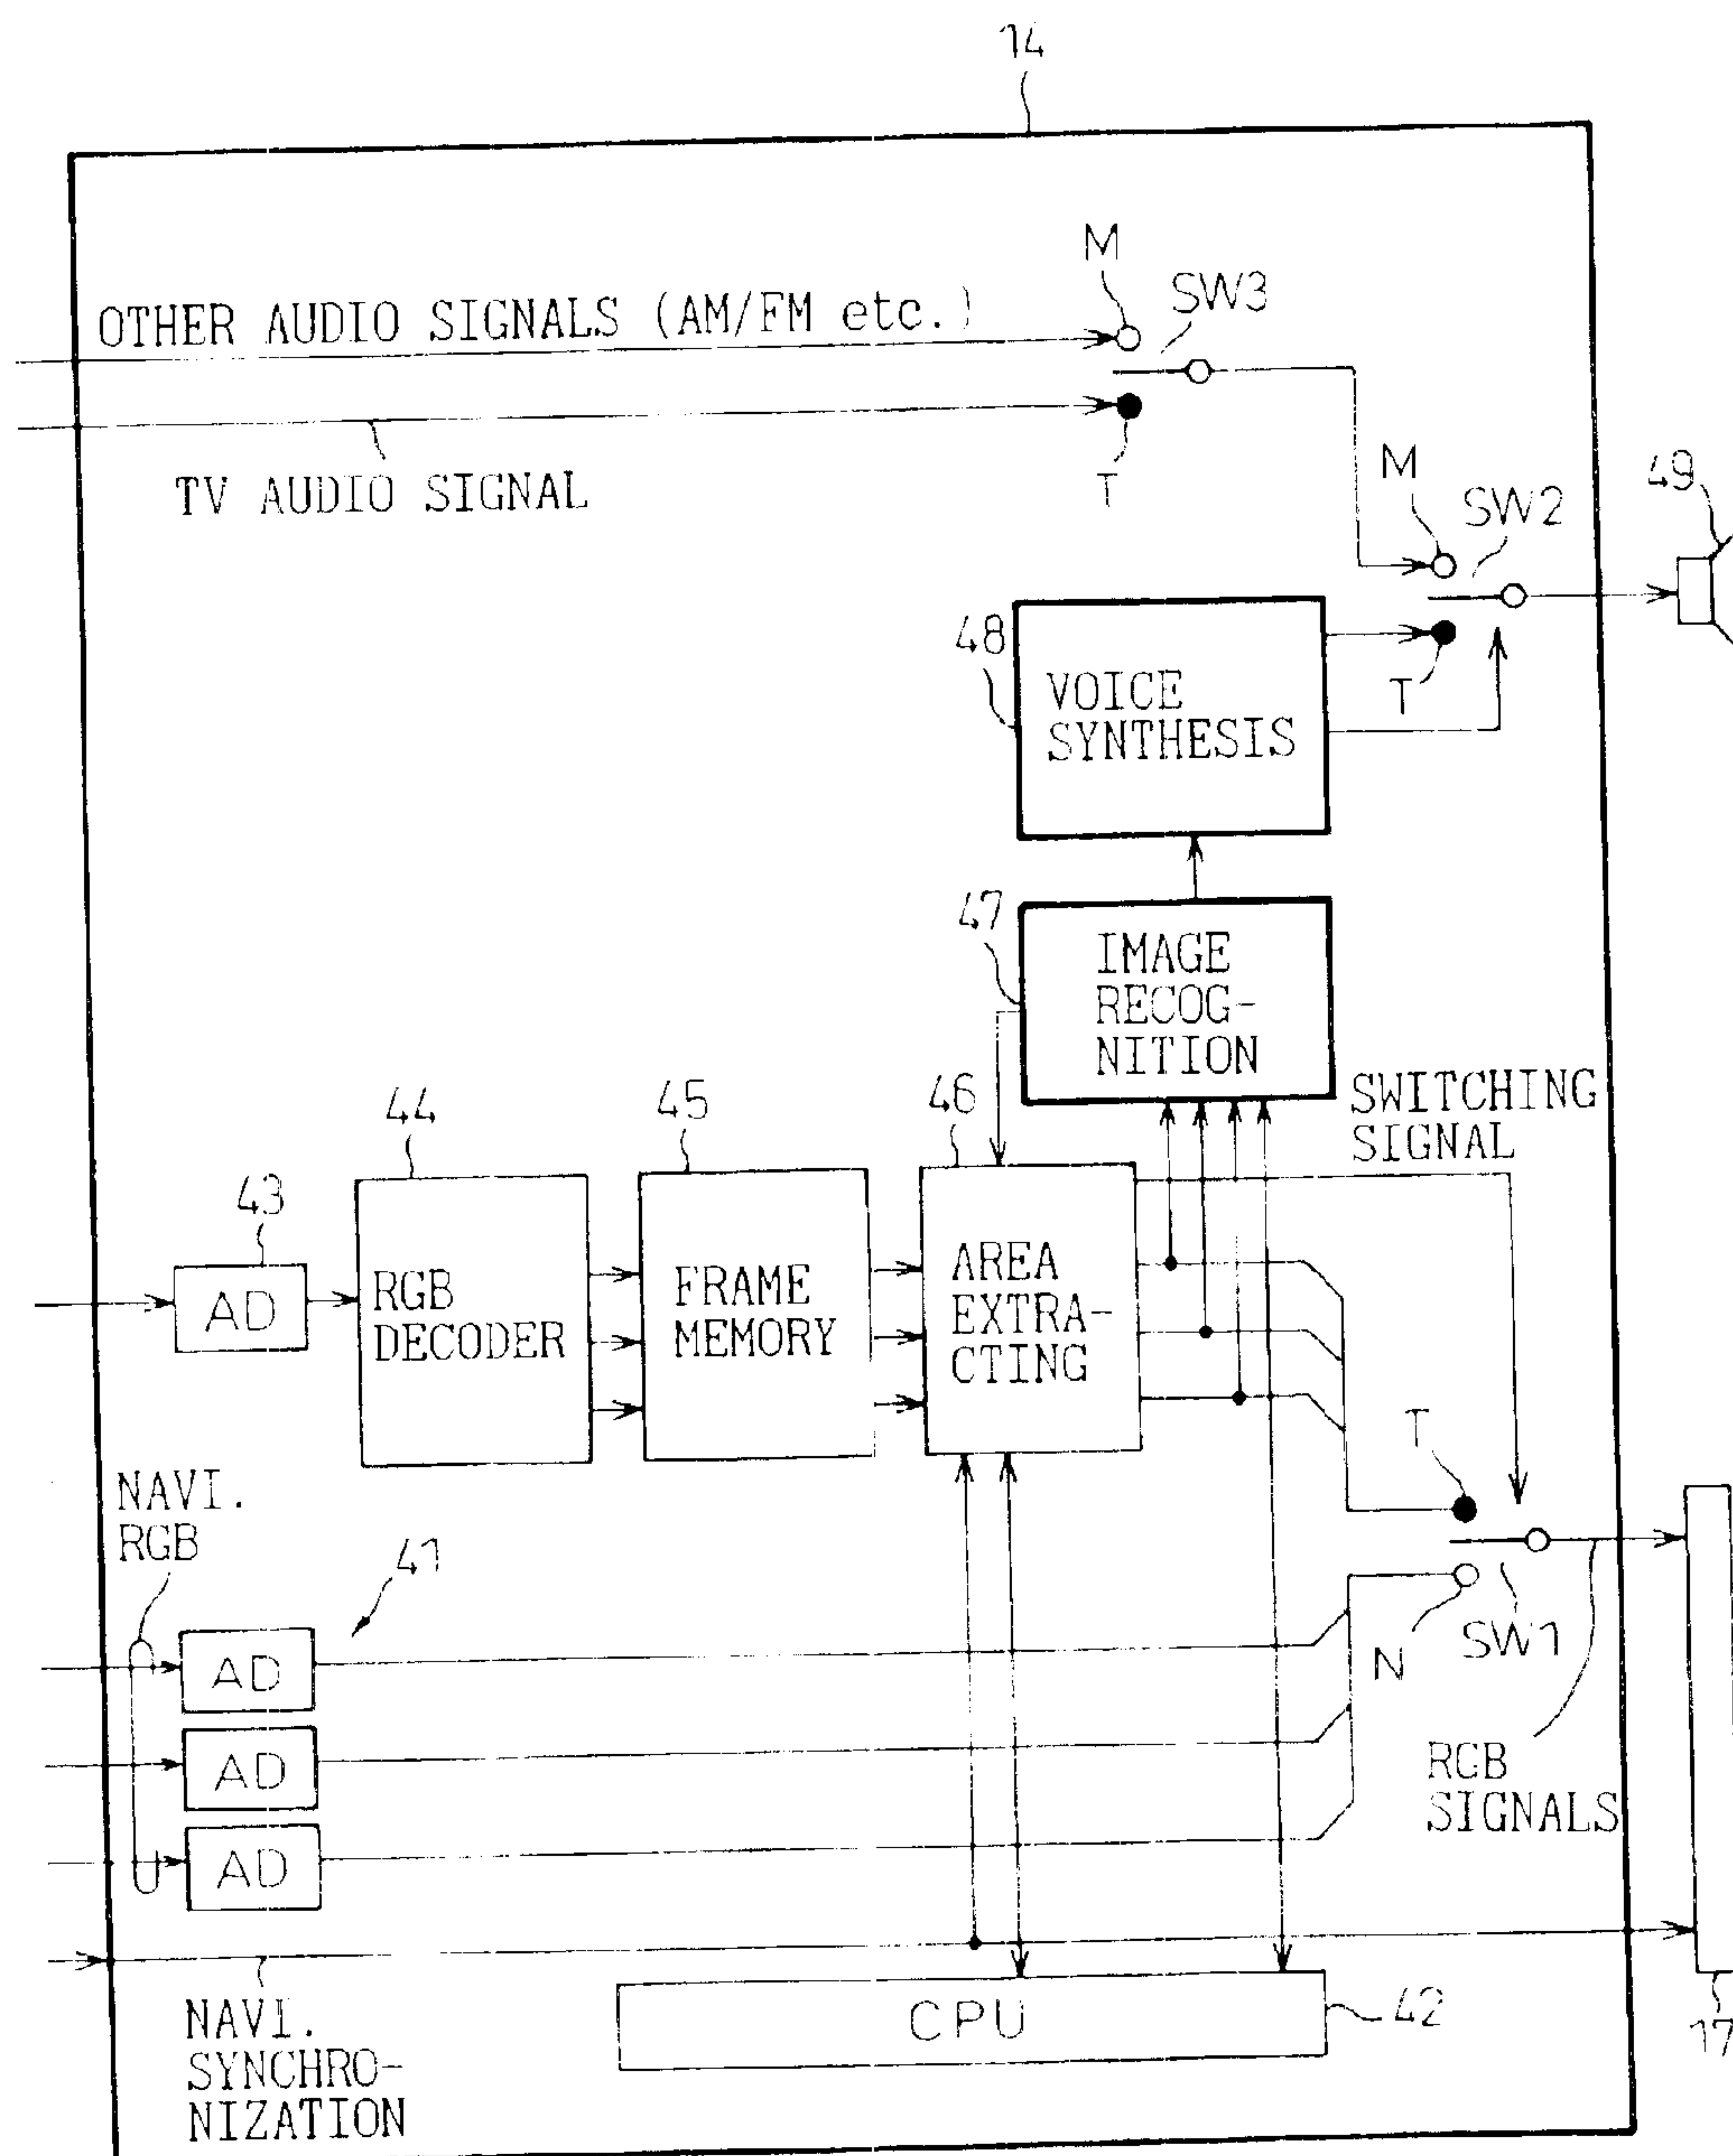 14
M
SW3
OTHER AUDIO SIGNALS (AM/FM etc.)
T
TV AUDIO SIGNAL
M
SW2
49
48
VOICE
SYNTHESIS
T
47
IMAGE
RECOG-
NITION
SWITCHING
SIGNAL
44
45
46
43
AD
RGB
DECODER
FRAME
MEMORY
AREA
EXTRA-
CTING
T
NAVI.
RGB
41
AD
N
SW1
AD
RGB
SIGNALS
AD
NAVI.
SYNCHRO-
NIZATION
CPU
42
17